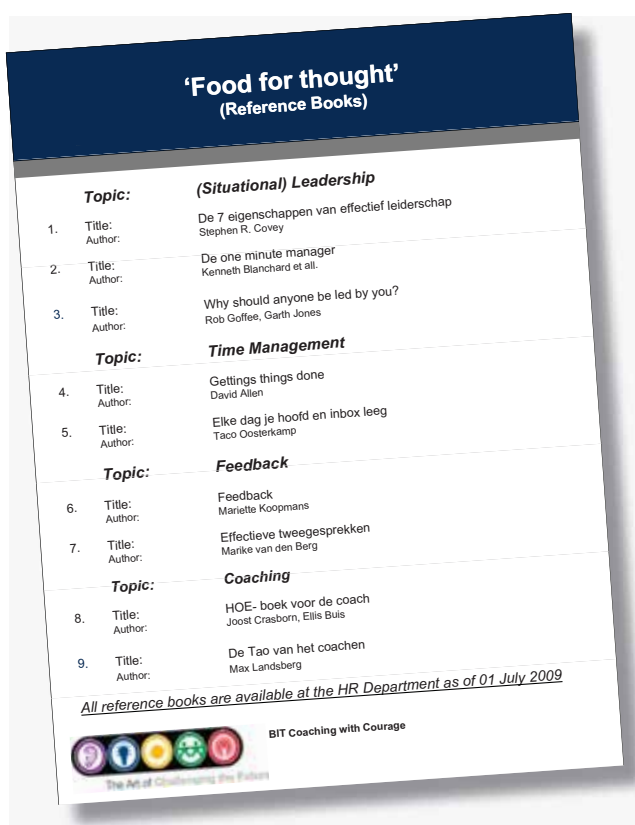 ‘Food for thought’
(Reference Books)
Topic: (Situational) Leadership
1. Title: De 7 eigenschappen van effectief leiderschap
Author: Stephen R. Covey
2. Title: De one minute manager
Author: Kenneth Blanchard et all.
3. Title: Why should anyone be led by you?
Author: Rob Goffee, Garth Jones
Topic: Time Management
4. Title: Gettings things done
Author: David Allen
5. Title: Elke dag je hoofd en inbox leeg
Author: Taco Oosterkamp
Topic: Feedback
6. Title: Feedback
Author: Mariette Koopmans
7. Title: Effectieve tweegesprekken
Author: Marike van den Berg
Topic: Coaching
8. Title: HOE- boek voor de coach
Author: Joost Crasborn, Ellis Buis
9. Title: De Tao van het coachen
Author: Max Landsberg
All reference books are available at the HR Department as of 01 July 2009
BIT Coaching with Courage
The Art of Challenging the Future